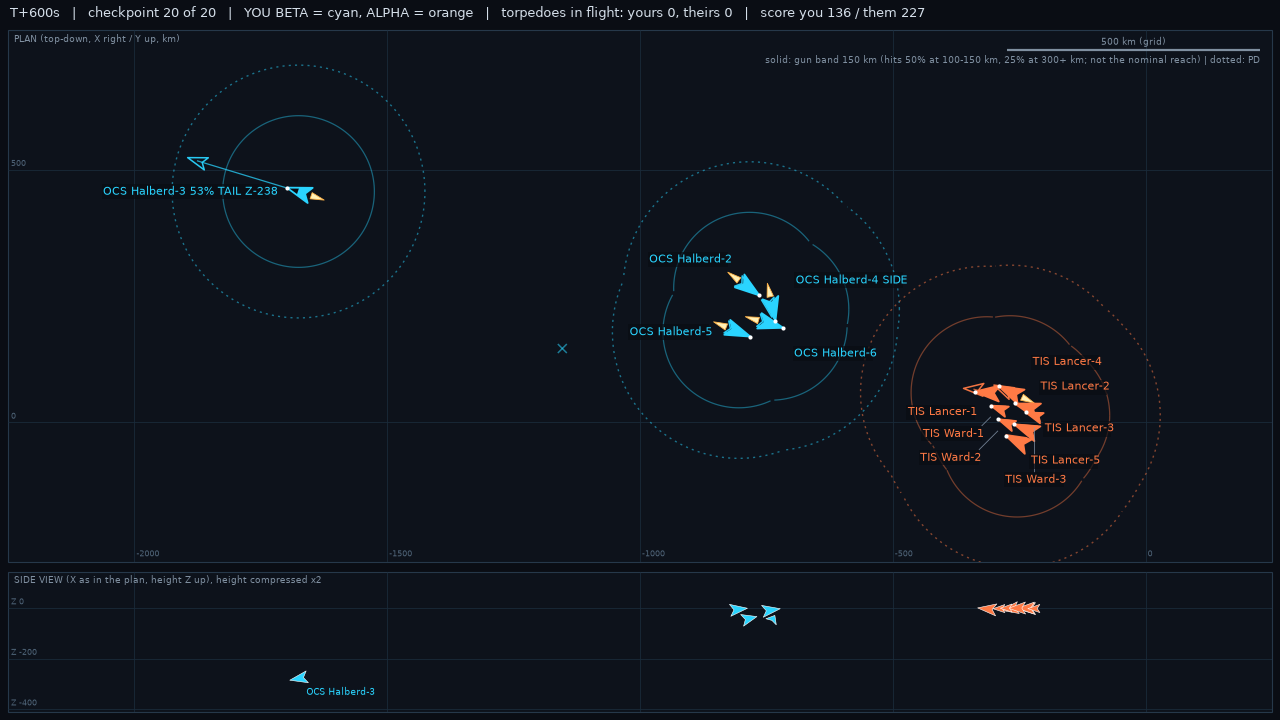 T+600s | checkpoint 20 of 20 | YOU BETA = cyan, ALPHA = orange | torpedoes in flight: yours 0, theirs 0 | score you 136 / them 227
PLAN (top-down, X right / Y up, km)
500 km (grid)
solid: gun band 150 km (hits 50% at 100-150 km, 25% at 300+ km; not the nominal reach) | dotted: PD
500
OCS Halberd-3 53% TAIL Z-238
OCS Halberd-2
OCS Halberd-4 SIDE
OCS Halberd-5
OCS Halberd-6
TIS Lancer-4
TIS Lancer-2
TIS Lancer-1
0
TIS Lancer-3
TIS Ward-1
TIS Ward-2
TIS Lancer-5
TIS Ward-3
-2000
-1500
-1000
-500
0
SIDE VIEW (X as in the plan, height Z up), height compressed x2
Z 0
Z -200
OCS Halberd-3
Z -400